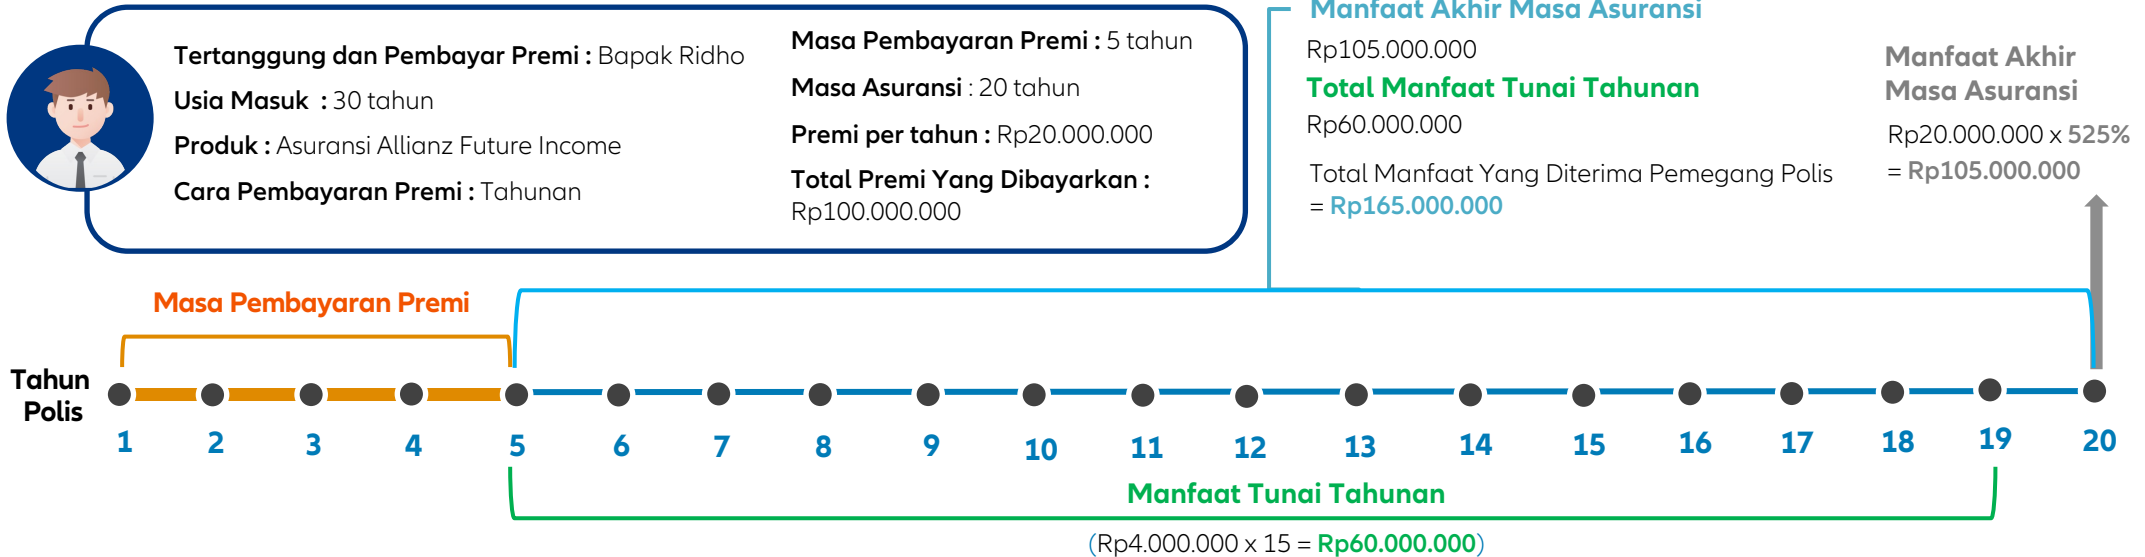 Tertanggung dan Pembayar Premi : Bapak Ridho
Usia Masuk : 30 tahun
Produk : Asuransi Allianz Future Income
Cara Pembayaran Premi : Tahunan
Masa Pembayaran Premi : 5 tahun
Masa Asuransi : 20 tahun
Premi per tahun : Rp20.000.000
Total Premi Yang Dibayarkan :
Rp100.000.000
Manfaat Akhir Masa Asuransi
Rp105.000.000
Total Manfaat Tunai Tahunan
Rp60.000.000
Total Manfaat Yang Diterima Pemegang Polis
= Rp165.000.000
Manfaat Akhir
Masa Asuransi
Rp20.000.000 x 525%
= Rp105.000.000
Masa Pembayaran Premi
Tahun
Polis
1 2 3 4 5 6 7 8 9 10 11 12 13 14 15 16 17 18 19 20
Manfaat Tunai Tahunan
(Rp4.000.000 x 15 = Rp60.000.000)